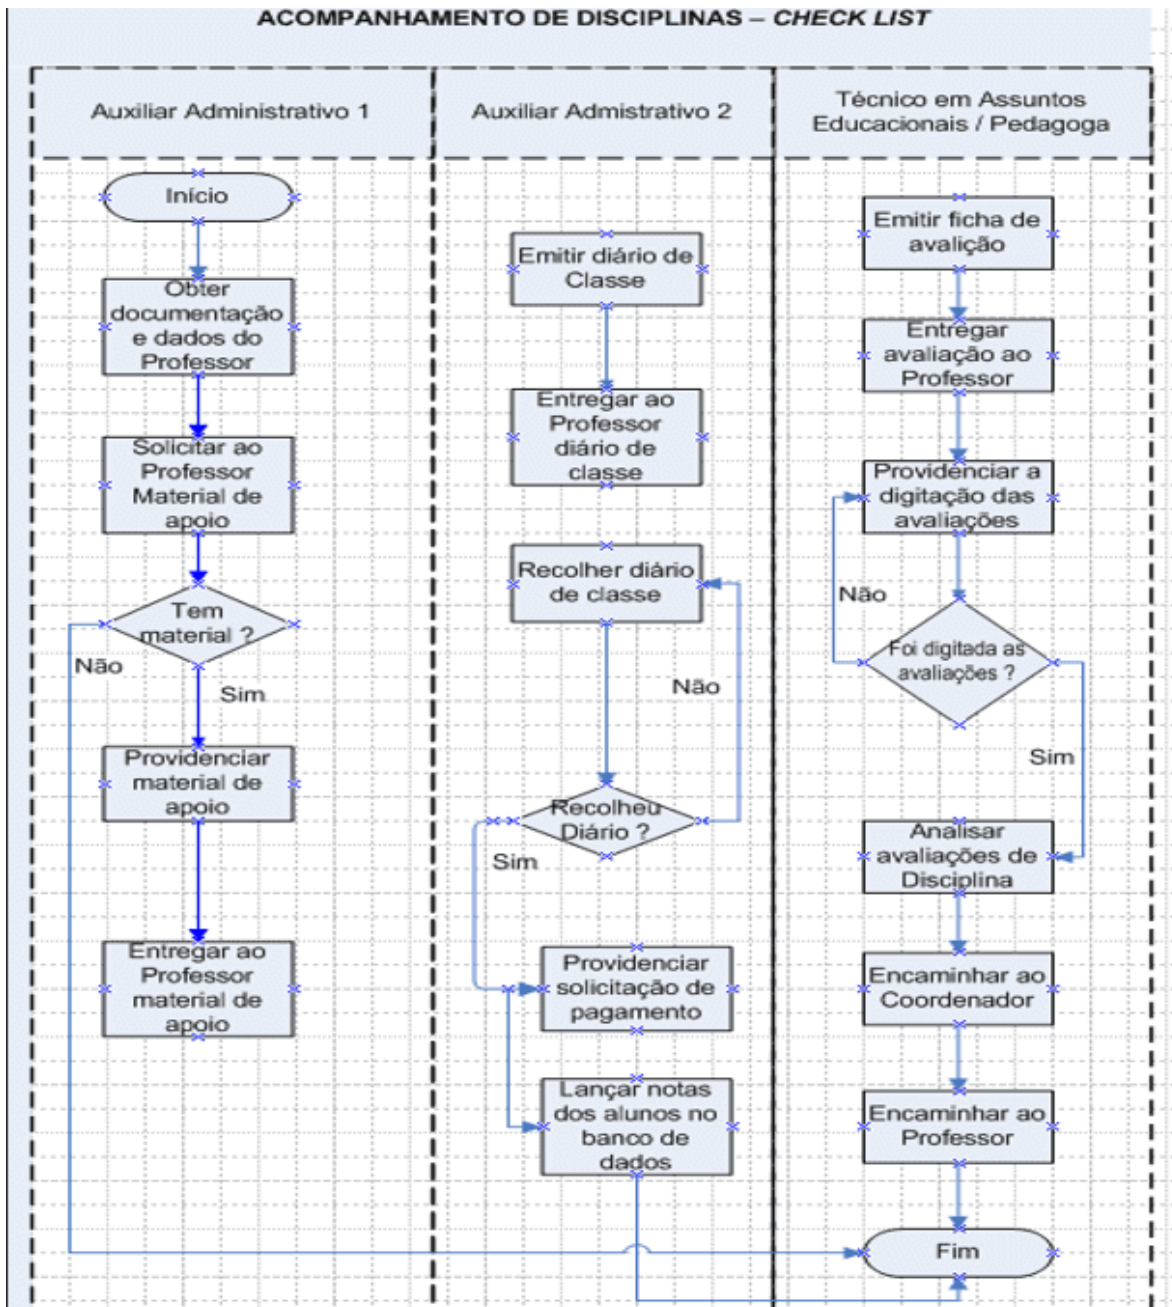 ACOMPANHAMENTO DE DISCIPLINAS – CHECK LIST
Auxiliar Administrativo 1
Auxiliar Admistrativo 2
Técnico em Assuntos
Educacionais / Pedagoga
Início
Obter
documentação
e dados do
Professor
Solicitar ao
Professor
Material de
apoio
Tem
material ?
Não
Sim
Providenciar
material de
apoio
Entregar ao
Professor
material de
apoio
Emitir diário de
Classe
Entregar ao
Professor
diário de
classe
Recolher diário
de classe
Não
Recolheu
Diário ?
Sim
Providenciar
solicitação de
pagamento
Lançar notas
dos alunos no
banco de
dados
Emitir ficha de
avalição
Entregar
avaliação ao
Professor
Providenciar a
digitação das
avaliações
Não
Foi digitada as
avaliações ?
Sim
Analisar
avaliações de
Disciplina
Encaminhar ao
Coordenador
Encaminhar ao
Professor
Fim